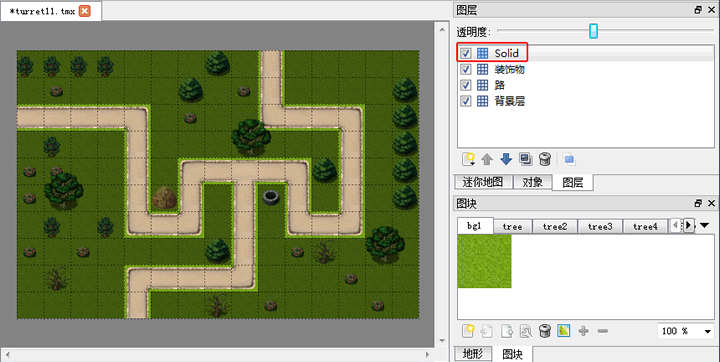 *turret11.tmx
图层
透明度:
Solid
装饰物
路
背景层
迷你地图 对象 图层
图块
bg1 tree tree2 tree3 tree4
100 %
地形 图块